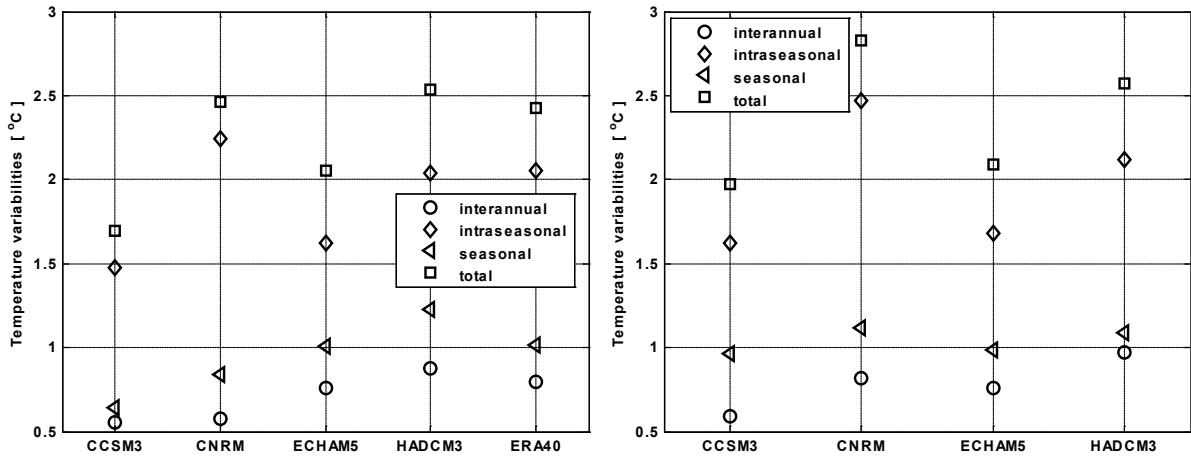 3
2.5
2
1.5
1
0.5
Temperature variabilities [ °C ]
interannual
intraseasonal
seasonal
total
CCSM3 CNRM ECHAM5 HADCM3 ERA40
3
2.5
2
1.5
1
0.5
Temperature variabilities [ °C ]
interannual
intraseasonal
seasonal
total
CCSM3 CNRM ECHAM5 HADCM3